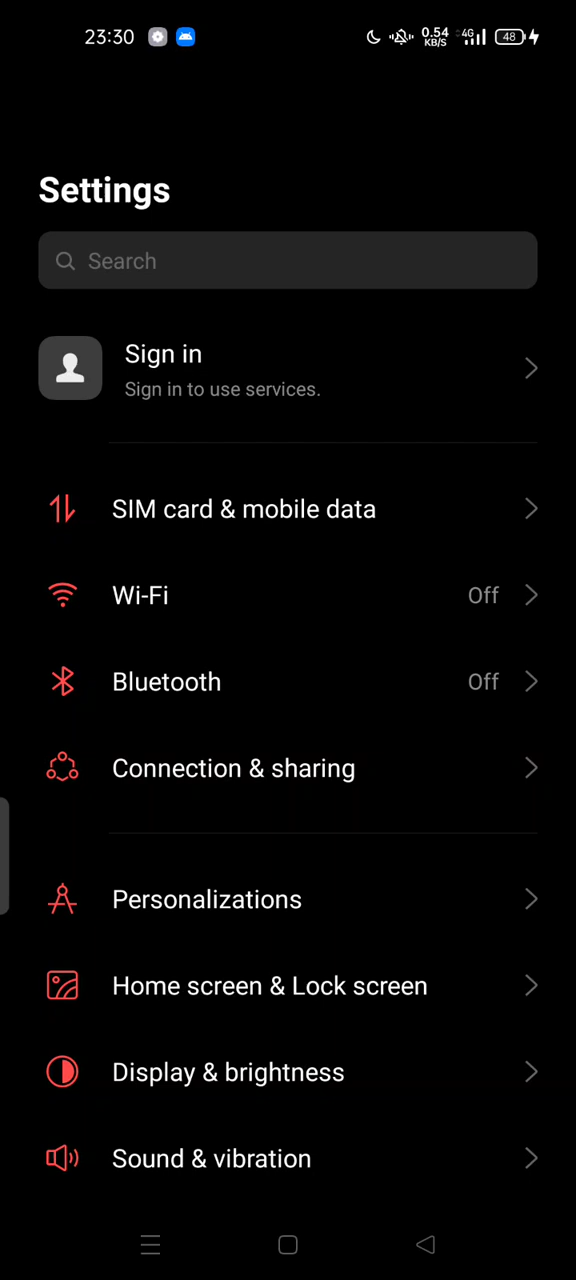 23:30
0.54
KB/S
4G
48
Settings
Search
Sign in
Sign in to use services.
SIM card & mobile data
Wi-Fi Off
Bluetooth Off
Connection & sharing
Personalizations
Home screen & Lock screen
Display & brightness
Sound & vibration